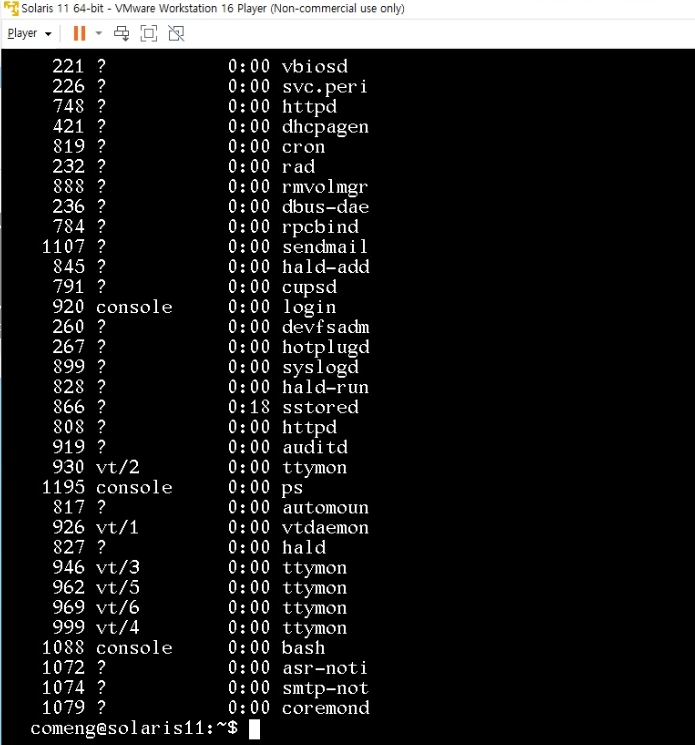 Solaris 11 64-bit - VMware Workstation 16 Player (Non-commercial use only)
Player
221 ? 0:00 vbiosd
226 ? 0:00 svc.peri
748 ? 0:00 httpd
421 ? 0:00 dhcpagen
819 ? 0:00 cron
232 ? 0:00 rad
888 ? 0:00 rmvolmgr
236 ? 0:00 dbus-dae
784 ? 0:00 rpcbind
1107 ? 0:00 sendmail
845 ? 0:00 hald-add
791 ? 0:00 cupsd
920 console 0:00 login
260 ? 0:00 devfsadm
267 ? 0:00 hotplugd
899 ? 0:00 syslogd
828 ? 0:00 hald-run
866 ? 0:18 sstored
808 ? 0:00 httpd
919 ? 0:00 auditd
930 vt/2 0:00 ttymon
1195 console 0:00 ps
817 ? 0:00 automoun
926 vt/1 0:00 vtdaemon
827 ? 0:00 hald
946 vt/3 0:00 ttymon
962 vt/5 0:00 ttymon
969 vt/6 0:00 ttymon
999 vt/4 0:00 ttymon
1088 console 0:00 bash
1072 ? 0:00 asr-noti
1074 ? 0:00 smtp-not
1079 ? 0:00 coremond
comeng@solaris11:~$